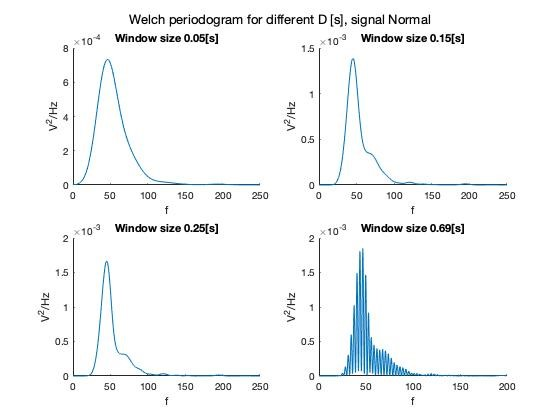 Welch periodogram for different D [s], signal Normal
×10⁻⁴ Window size 0.05[s]
8
6
4
2
0
V²/Hz
0 50 100 150 200 250
f
×10⁻³ Window size 0.15[s]
1.5
1
0.5
0
V²/Hz
0 50 100 150 200 250
f
×10⁻³ Window size 0.25[s]
2
1.5
1
0.5
0
V²/Hz
0 50 100 150 200 250
f
×10⁻³ Window size 0.69[s]
2
1.5
1
0.5
0
V²/Hz
0 50 100 150 200
f